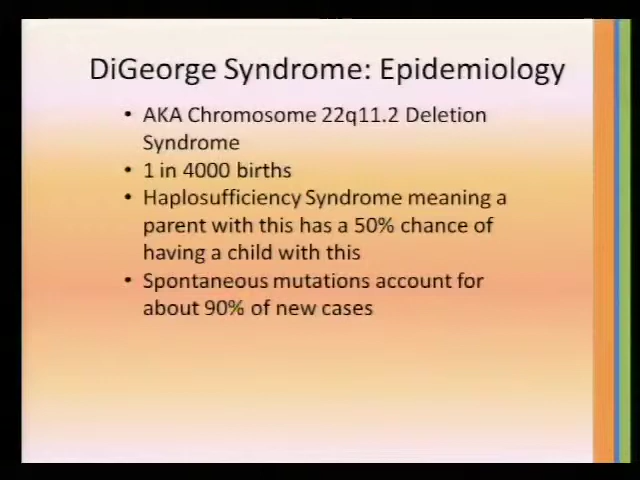 DiGeorge Syndrome: Epidemiology
• AKA Chromosome 22q11.2 Deletion
Syndrome
• 1 in 4000 births
• Haplosufficiency Syndrome meaning a
parent with this has a 50% chance of
having a child with this
• Spontaneous mutations account for
about 90% of new cases